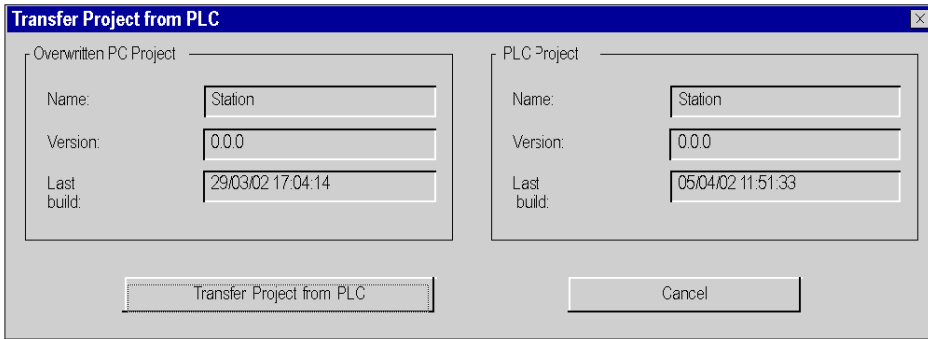 Transfer Project from PLC
Overwritten PC Project
Name: Station
Version: 0.0.0
Last build: 29/03/02 17:04:14
PLC Project
Name: Station
Version: 0.0.0
Last build: 05/04/02 11:51:33
Transfer Project from PLC
Cancel